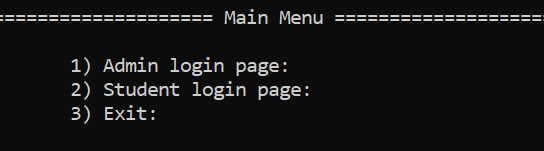 ==================== Main Menu ====================
1) Admin login page:
2) Student login page:
3) Exit: